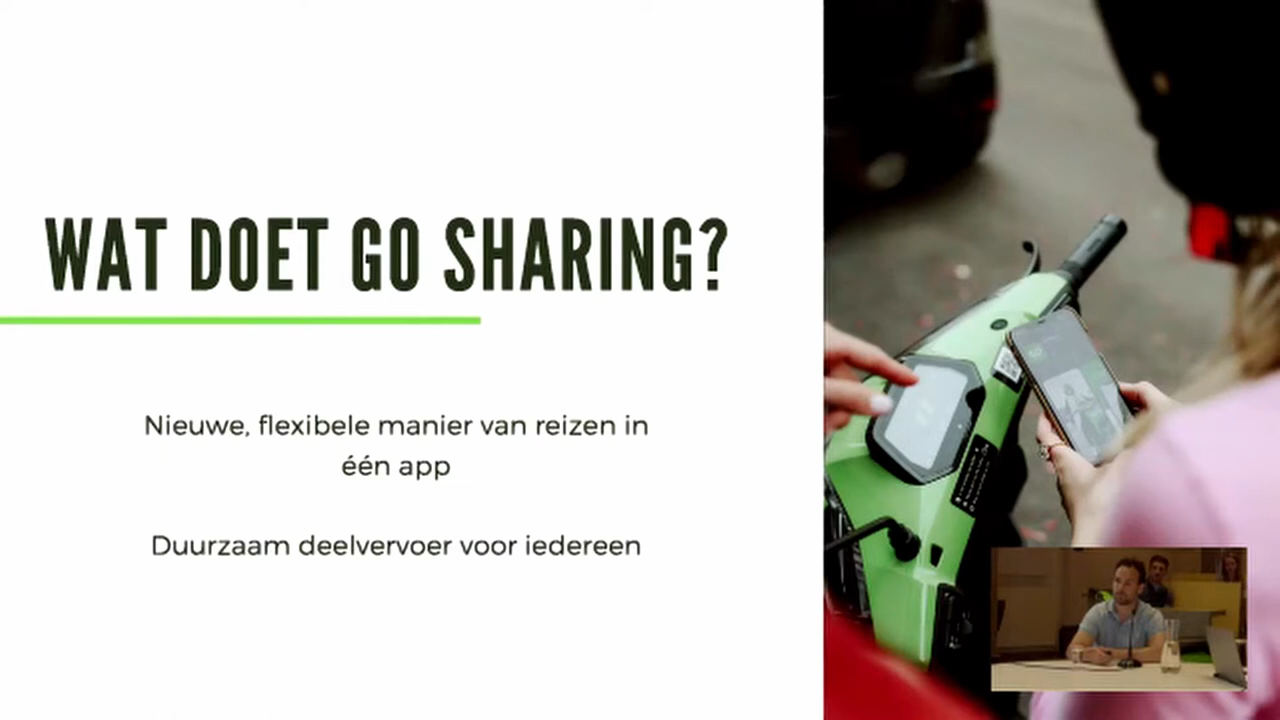 WAT DOET GO SHARING?
Nieuwe, flexibele manier van reizen in
één app
Duurzaam deelvervoer voor iedereen